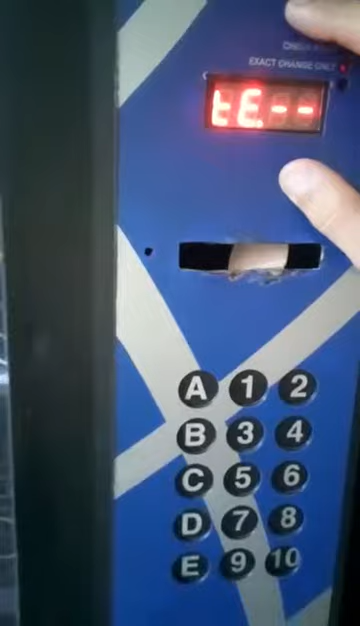 EXACT CHANGE ONLY
tE.--
A 1 2
B 3 4
C 5 6
D 7 8
E 9 10